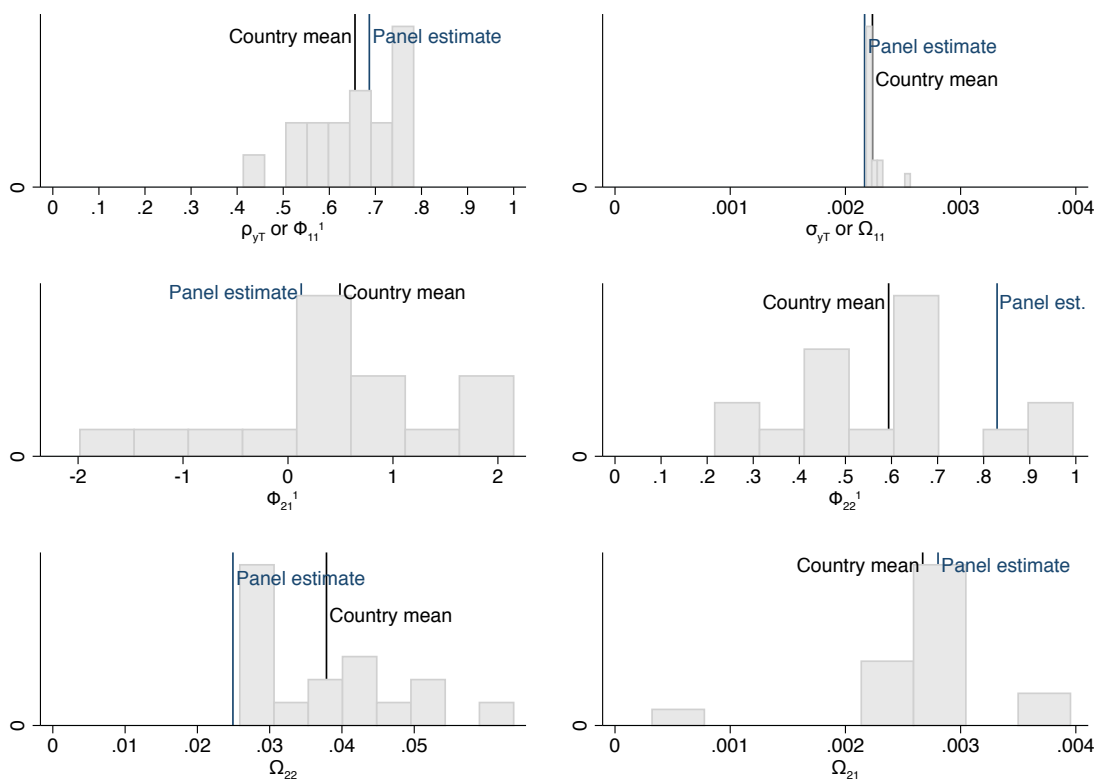 Country mean Panel estimate
0
0 .1 .2 .3 .4 .5 .6 .7 .8 .9 1
ρyT or Φ11¹
Panel estimate
Country mean
0
0 .001 .002 .003 .004
σyT or Ω11
Panel estimate Country mean
0
-2 -1 0 1 2
Φ21¹
Country mean Panel est.
0
0 .1 .2 .3 .4 .5 .6 .7 .8 .9 1
Φ22¹
Panel estimate
Country mean
0
0 .01 .02 .03 .04 .05
Ω22
Country mean Panel estimate
0
0 .001 .002 .003 .004
Ω21